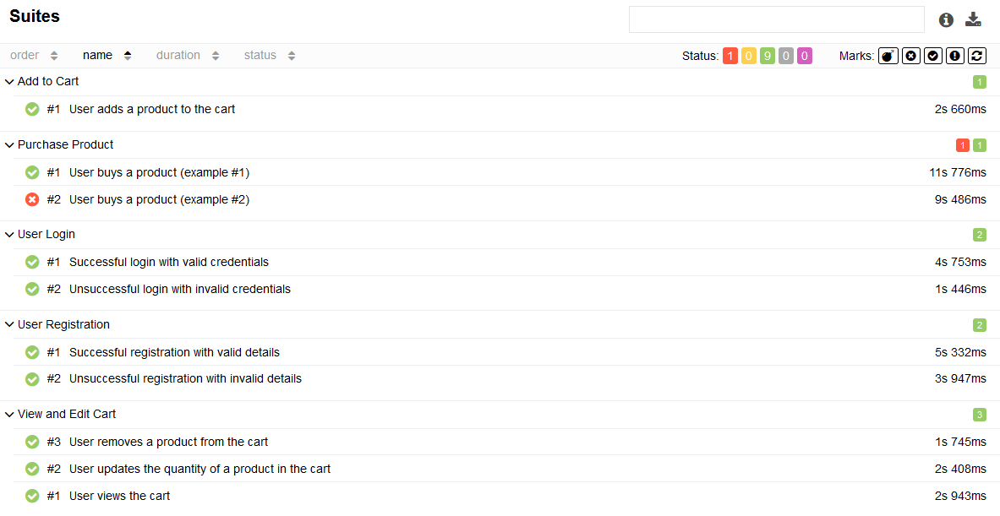 Suites
order name duration status Status: 1 0 9 0 0 Marks:
Add to Cart 1
#1 User adds a product to the cart 2s 660ms
Purchase Product 1 1
#1 User buys a product (example #1) 11s 776ms
#2 User buys a product (example #2) 9s 486ms
User Login 2
#1 Successful login with valid credentials 4s 753ms
#2 Unsuccessful login with invalid credentials 1s 446ms
User Registration 2
#1 Successful registration with valid details 5s 332ms
#2 Unsuccessful registration with invalid details 3s 947ms
View and Edit Cart 3
#3 User removes a product from the cart 1s 745ms
#2 User updates the quantity of a product in the cart 2s 408ms
#1 User views the cart 2s 943ms